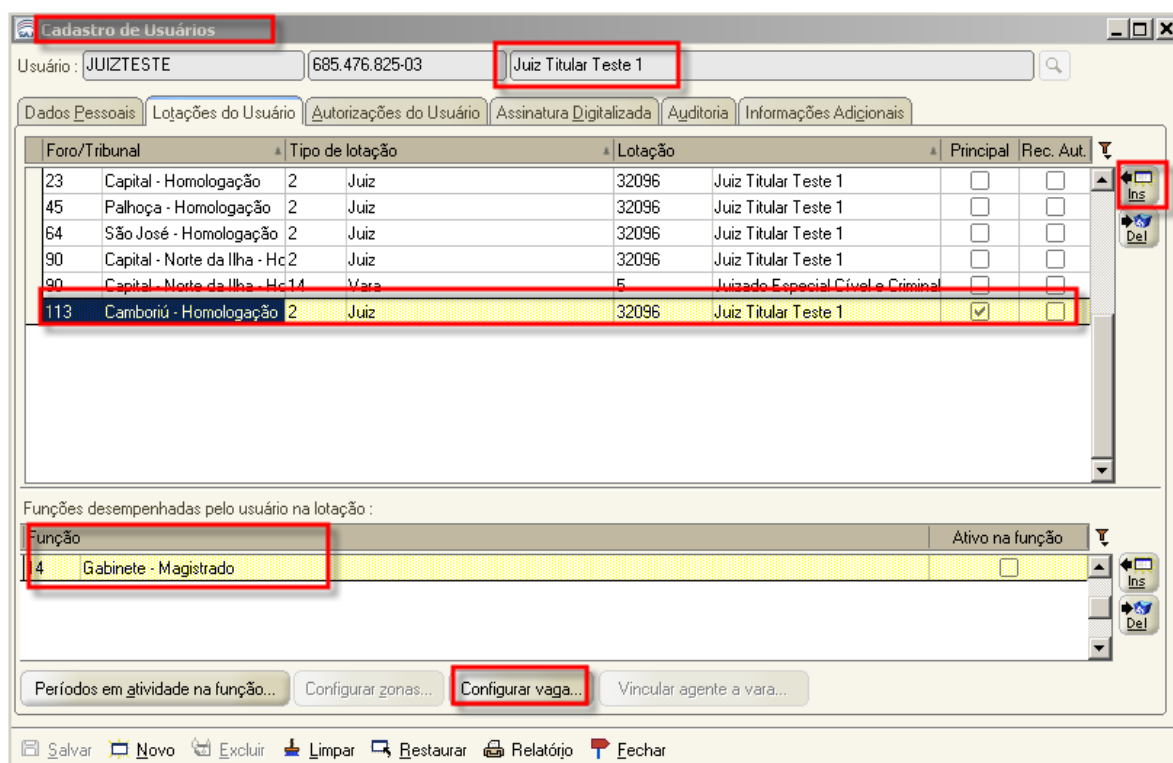 Cadastro de Usuários
Usuário : JUIZTESTE 685.476.825-03 Juiz Titular Teste 1
Dados Pessoais Lotações do Usuário Autorizações do Usuário Assinatura Digitalizada Auditoria Informações Adicionais
Foro/Tribunal Tipo de lotação Lotação Principal Rec. Aut.
23 Capital - Homologação 2 Juiz 32096 Juiz Titular Teste 1
Ins
45 Palhoça - Homologação 2 Juiz 32096 Juiz Titular Teste 1
64 São José - Homologação 2 Juiz 32096 Juiz Titular Teste 1
Del
90 Capital - Norte da Ilha - Ho 2 Juiz 32096 Juiz Titular Teste 1
90 Capital - Norte da Ilha - Ho 14 Vara 5 Juizado Especial Cível e Criminal
113 Camboriú - Homologação 2 Juiz 32096 Juiz Titular Teste 1
Funções desempenhadas pelo usuário na lotação :
Função Ativo na função
14 Gabinete - Magistrado
Ins
Del
Períodos em atividade na função... Configurar zonas... Configurar vaga... Vincular agente a vara...
Salvar Novo Excluir Limpar Restaurar Relatório Fechar